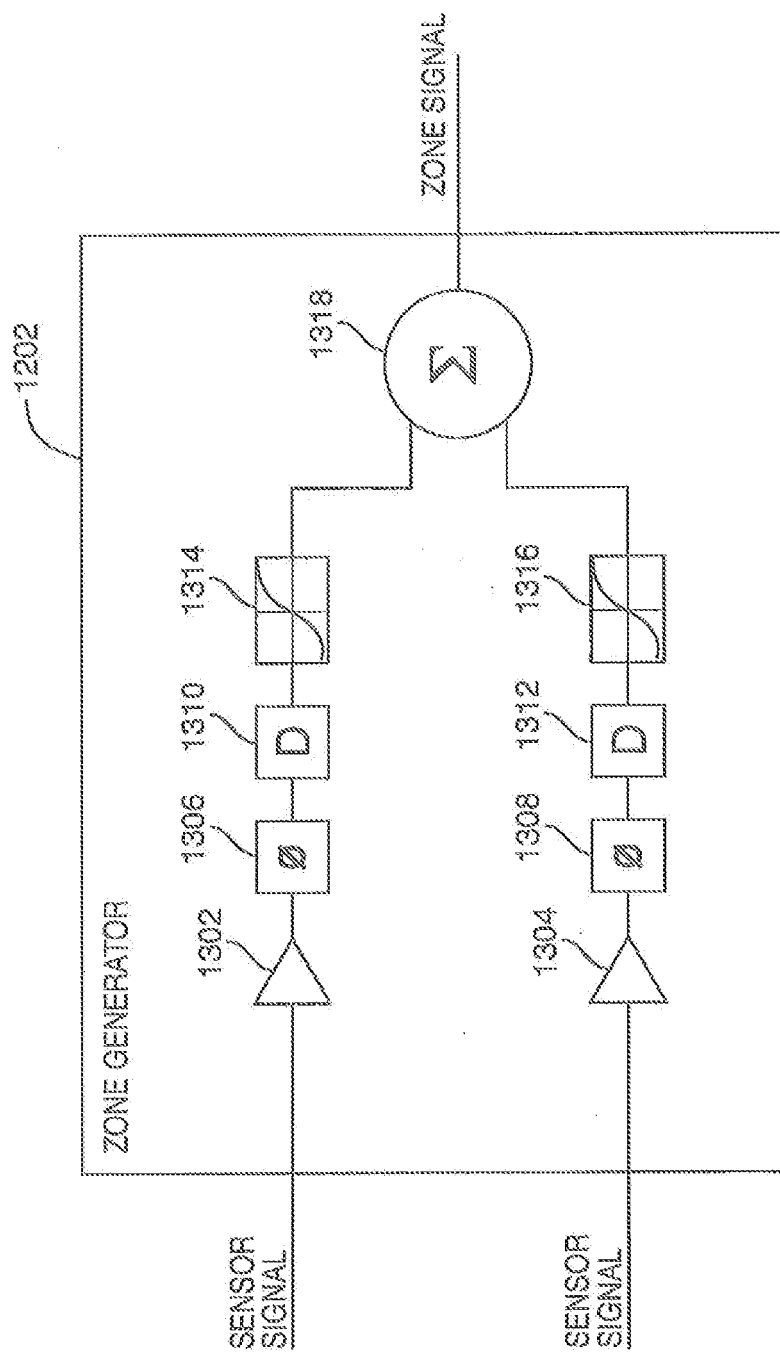 1202
ZONE GENERATOR
SENSOR
SIGNAL
1302
1306
Ø
1310
D
1314
1318
Σ
ZONE SIGNAL
SENSOR
SIGNAL
1304
1308
Ø
1312
D
1316